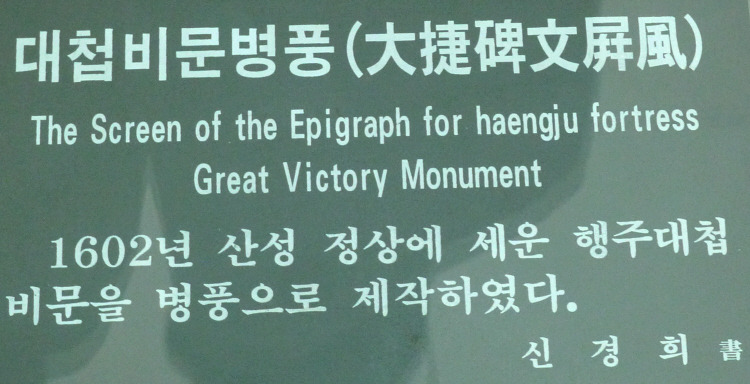 대첩비문병풍(大捷碑文屛風)
The Screen of the Epigraph for haengju fortress
Great Victory Monument
1602년 산성 정상에 세운 행주대첩
비문을 병풍으로 제작하였다.
신 경 희 書